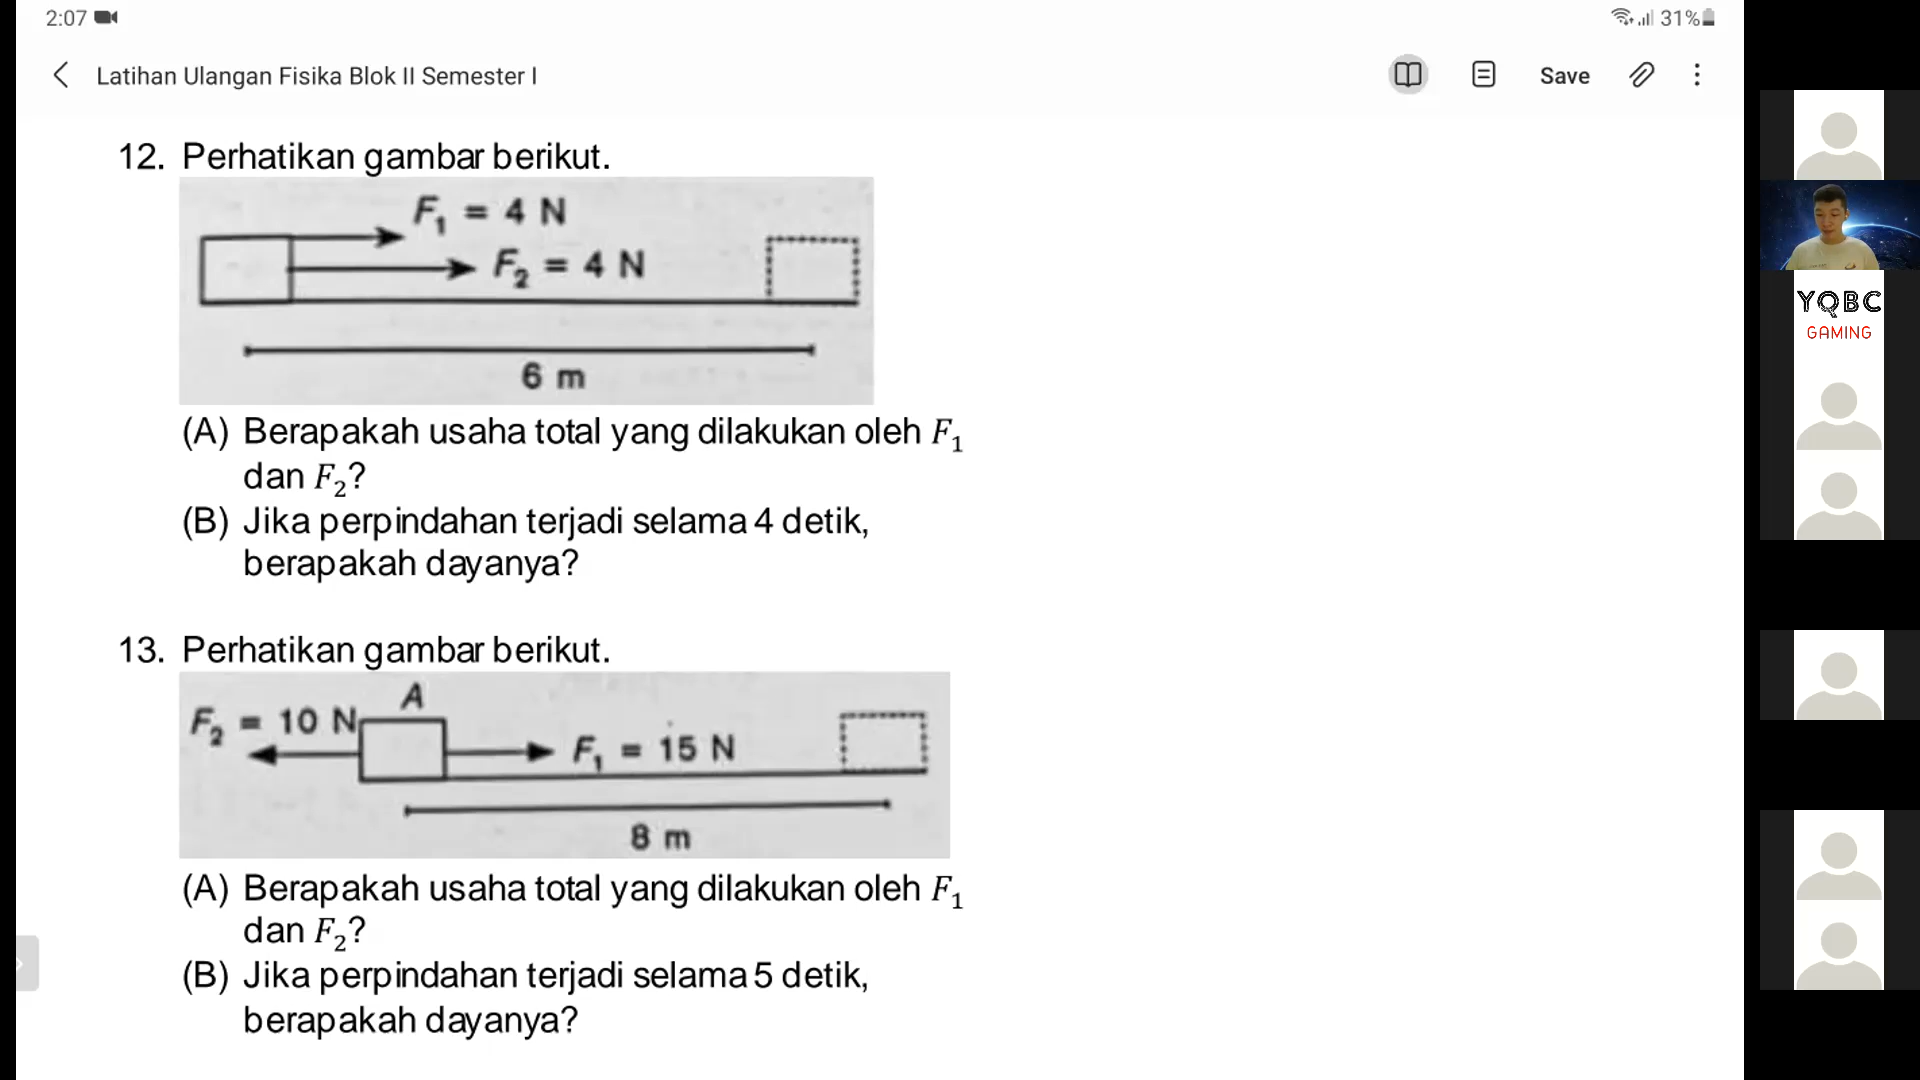 2:07
31%
Latihan Ulangan Fisika Blok II Semester I
Save
12. Perhatikan gambar berikut.
F₁ = 4 N
F₂ = 4 N
6 m
(A) Berapakah usaha total yang dilakukan oleh F₁
dan F₂?
(B) Jika perpindahan terjadi selama 4 detik,
berapakah dayanya?
13. Perhatikan gambar berikut.
A
F₂ = 10 N
F₁ = 15 N
8 m
(A) Berapakah usaha total yang dilakukan oleh F₁
dan F₂?
(B) Jika perpindahan terjadi selama 5 detik,
berapakah dayanya?
YQBC
GAMING